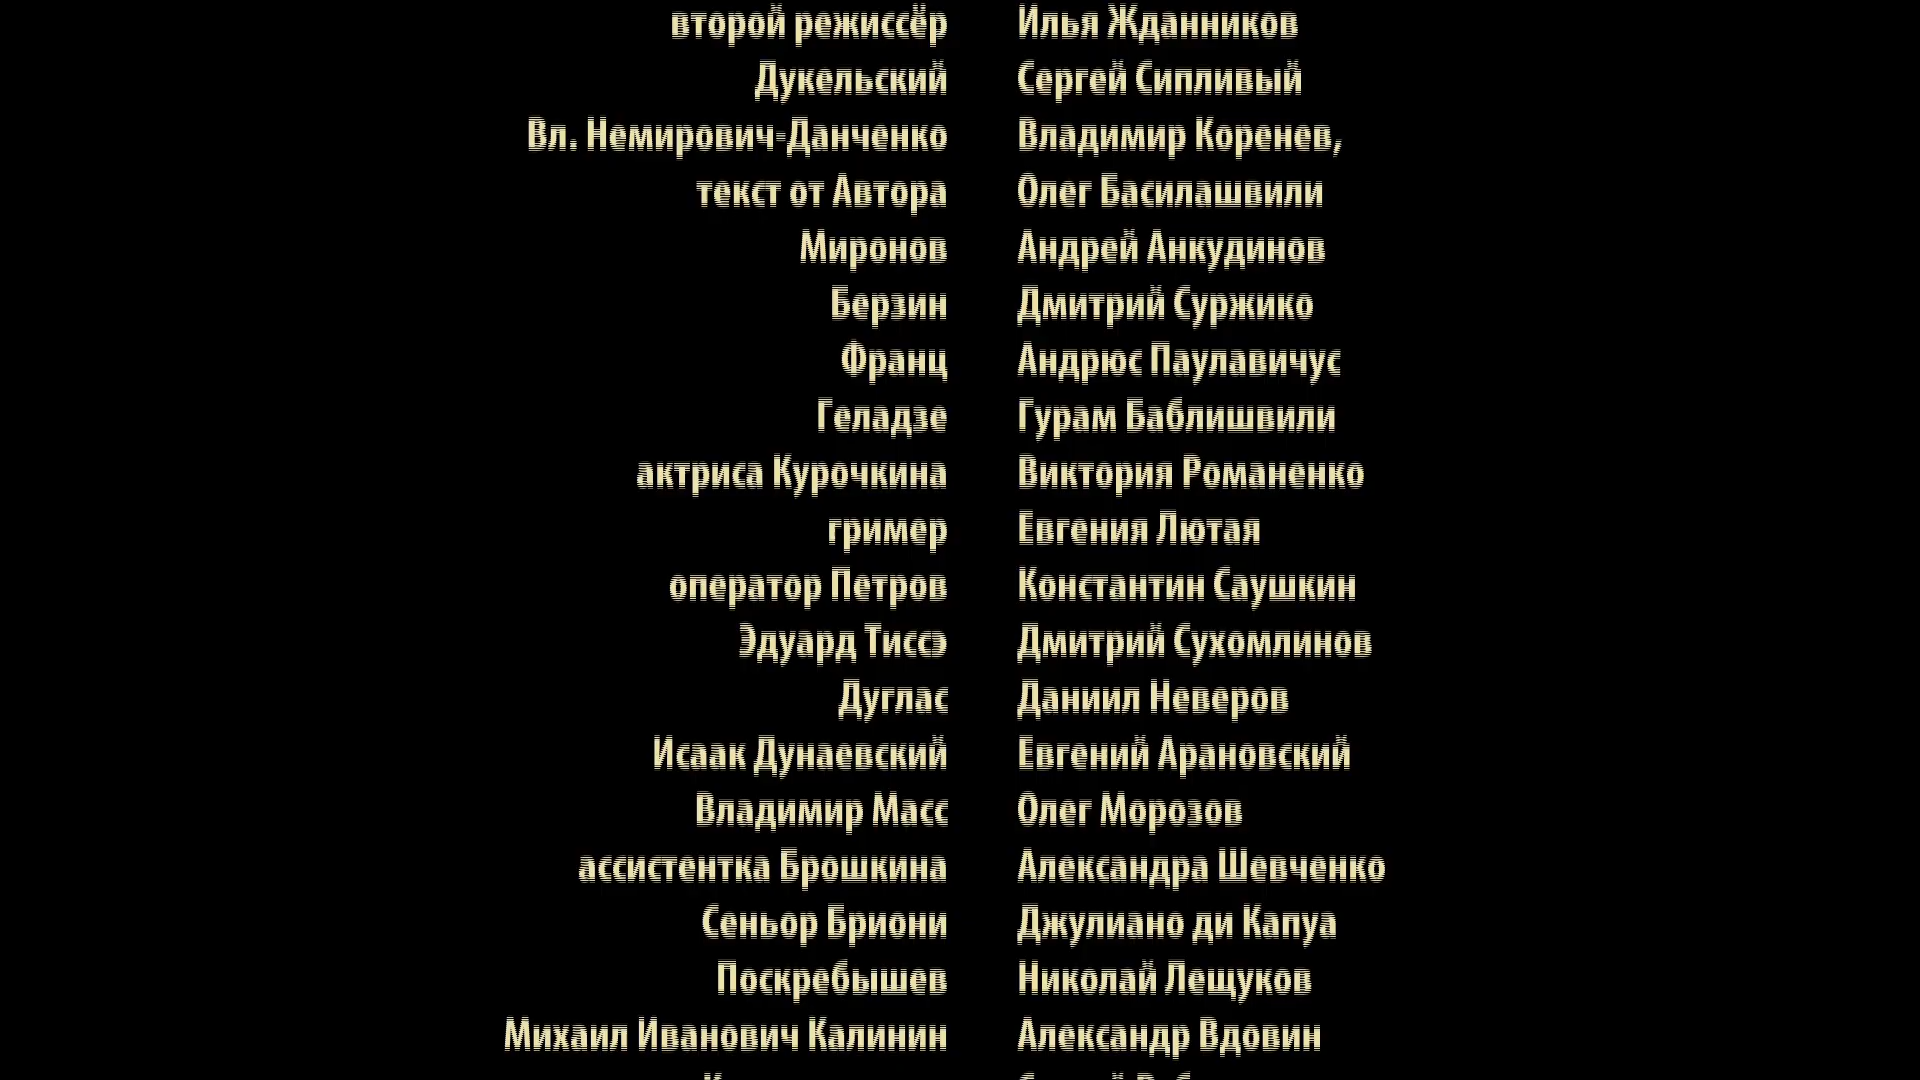 второй режиссёр Илья Жданников
Дукельский Сергей Сипливый
Вл. Немирович-Данченко Владимир Коренев,
текст от Автора Олег Басилашвили
Миронов Андрей Анкудинов
Берзин Дмитрий Суржико
Франц Андрюс Паулавичус
Геладзе Гурам Баблишвили
актриса Курочкина Виктория Романенко
гример Евгения Лютая
оператор Петров Константин Саушкин
Эдуард Тиссэ Дмитрий Сухомлинов
Дуглас Даниил Неверов
Исаак Дунаевский Евгений Арановский
Владимир Масс Олег Морозов
ассистентка Брошкина Александра Шевченко
Сеньор Бриони Джулиано ди Капуа
Поскребышев Николай Лещуков
Михаил Иванович Калинин Александр Вдовин